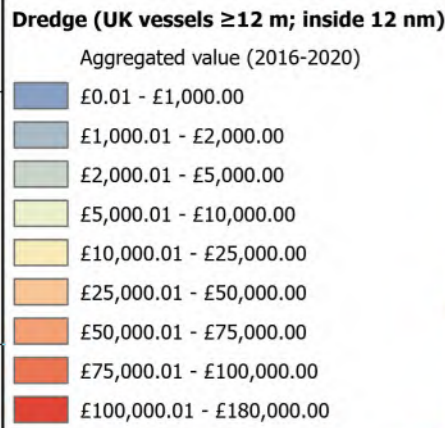 Dredge (UK vessels ≥12 m; inside 12 nm)
Aggregated value (2016-2020)
£0.01 - £1,000.00
£1,000.01 - £2,000.00
£2,000.01 - £5,000.00
£5,000.01 - £10,000.00
£10,000.01 - £25,000.00
£25,000.01 - £50,000.00
£50,000.01 - £75,000.00
£75,000.01 - £100,000.00
£100,000.01 - £180,000.00